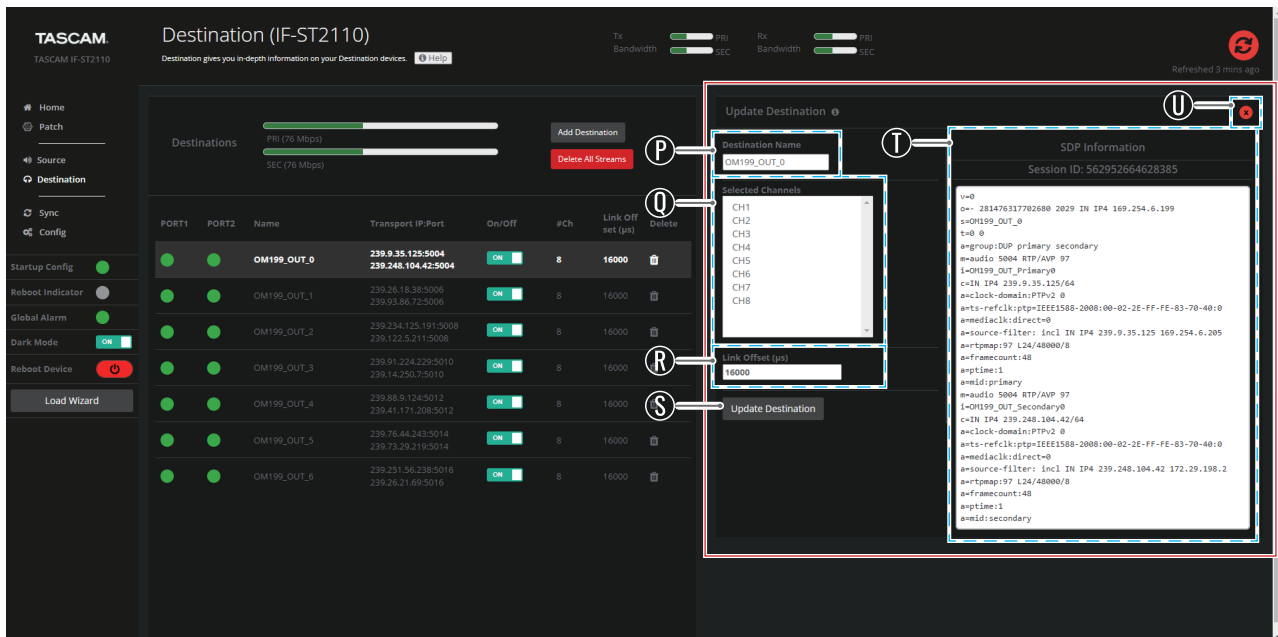 TASCAM.
TASCAM IF-ST2110
Destination (IF-ST2110)
Destination gives you in-depth information on your Destination devices.
Help
Tx
Bandwidth
PRI
SEC
Rx
Bandwidth
PRI
SEC
Refreshed 3 mins ago
Home
Patch
Source
Destination
Sync
Config
Startup Config
Reboot Indicator
Global Alarm
Dark Mode ON
Reboot Device
Load Wizard
Destinations
PRI (76 Mbps)
SEC (76 Mbps)
Add Destination
Delete All Streams
PORT1 PORT2 Name Transport IP:Port On/Off #Ch Link Off set (µs) Delete
OM199_OUT_0 239.9.35.125:5004 ON 8 16000
239.248.104.42:5004
OM199_OUT_1 239.26.18.38:5006 ON 8 16000
239.93.86.72:5006
OM199_OUT_2 239.234.125.191:5008 ON 8 16000
239.122.5.211:5008
OM199_OUT_3 239.91.224.229:5010 ON 8 16000
239.14.250.7:5010
OM199_OUT_4 239.88.9.124:5012 ON 8 16000
239.41.171.208:5012
OM199_OUT_5 239.76.44.243:5014 ON 8 16000
239.73.29.219:5014
OM199_OUT_6 239.251.56.238:5016 ON 8 16000
239.26.21.69:5016
Update Destination
P
Destination Name
OM199_OUT_0
Q
Selected Channels
CH1
CH2
CH3
CH4
CH5
CH6
CH7
CH8
R
Link Offset (µs)
16000
S
Update Destination
T
U
SDP Information
Session ID: 562952664628385
v=0
o=- 281476317702680 2029 IN IP4 169.254.6.199
s=OM199_OUT_0
t=0 0
a=group:DUP primary secondary
m=audio 5004 RTP/AVP 97
i=OM199_OUT_Primary0
c=IN IP4 239.9.35.125/64
a=clock-domain:PTPv2 0
a=ts-refclk:ptp=IEEE1588-2008:00-02-2E-FF-FE-83-70-40:0
a=mediaclk:direct=0
a=source-filter: incl IN IP4 239.9.35.125 169.254.6.205
a=rtpmap:97 L24/48000/8
a=framecount:48
a=ptime:1
a=mid:primary
m=audio 5004 RTP/AVP 97
i=OM199_OUT_Secondary0
c=IN IP4 239.248.104.42/64
a=clock-domain:PTPv2 0
a=ts-refclk:ptp=IEEE1588-2008:00-02-2E-FF-FE-83-70-40:0
a=mediaclk:direct=0
a=source-filter: incl IN IP4 239.248.104.42 172.29.198.2
a=rtpmap:97 L24/48000/8
a=framecount:48
a=ptime:1
a=mid:secondary